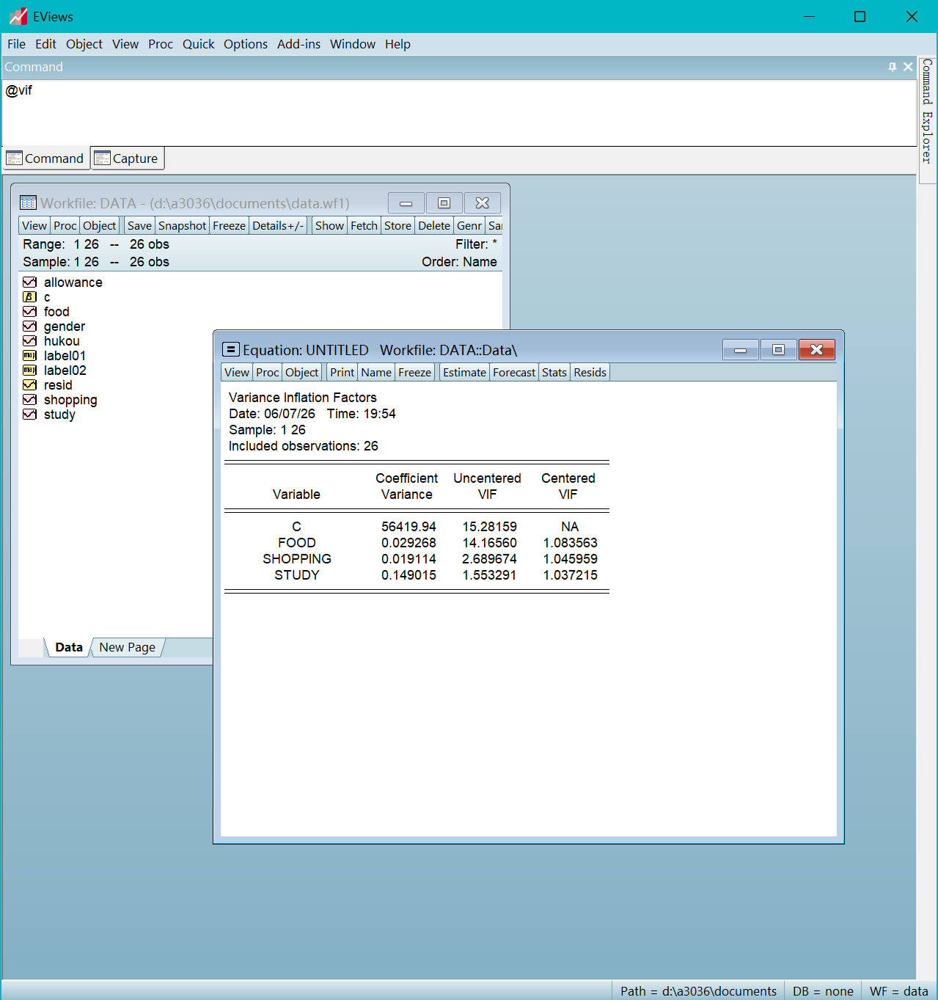 EViews
File Edit Object View Proc Quick Options Add-ins Window Help
Command
@vif
Command Capture
Command Explorer
Workfile: DATA - (d:\a3036\documents\data.wf1)
View Proc Object Save Snapshot Freeze Details+/- Show Fetch Store Delete Genr Sa
Range: 1 26 -- 26 obs Filter: *
Sample: 1 26 -- 26 obs Order: Name
allowance
β c
food
gender
hukou
label01
label02
resid
shopping
study
Data New Page
Equation: UNTITLED Workfile: DATA::Data\
View Proc Object Print Name Freeze Estimate Forecast Stats Resids
Variance Inflation Factors
Date: 06/07/26 Time: 19:54
Sample: 1 26
Included observations: 26
Coefficient Uncentered Centered
Variable Variance VIF VIF
C 56419.94 15.28159 NA
FOOD 0.029268 14.16560 1.083563
SHOPPING 0.019114 2.689674 1.045959
STUDY 0.149015 1.553291 1.037215
Path = d:\a3036\documents DB = none WF = data